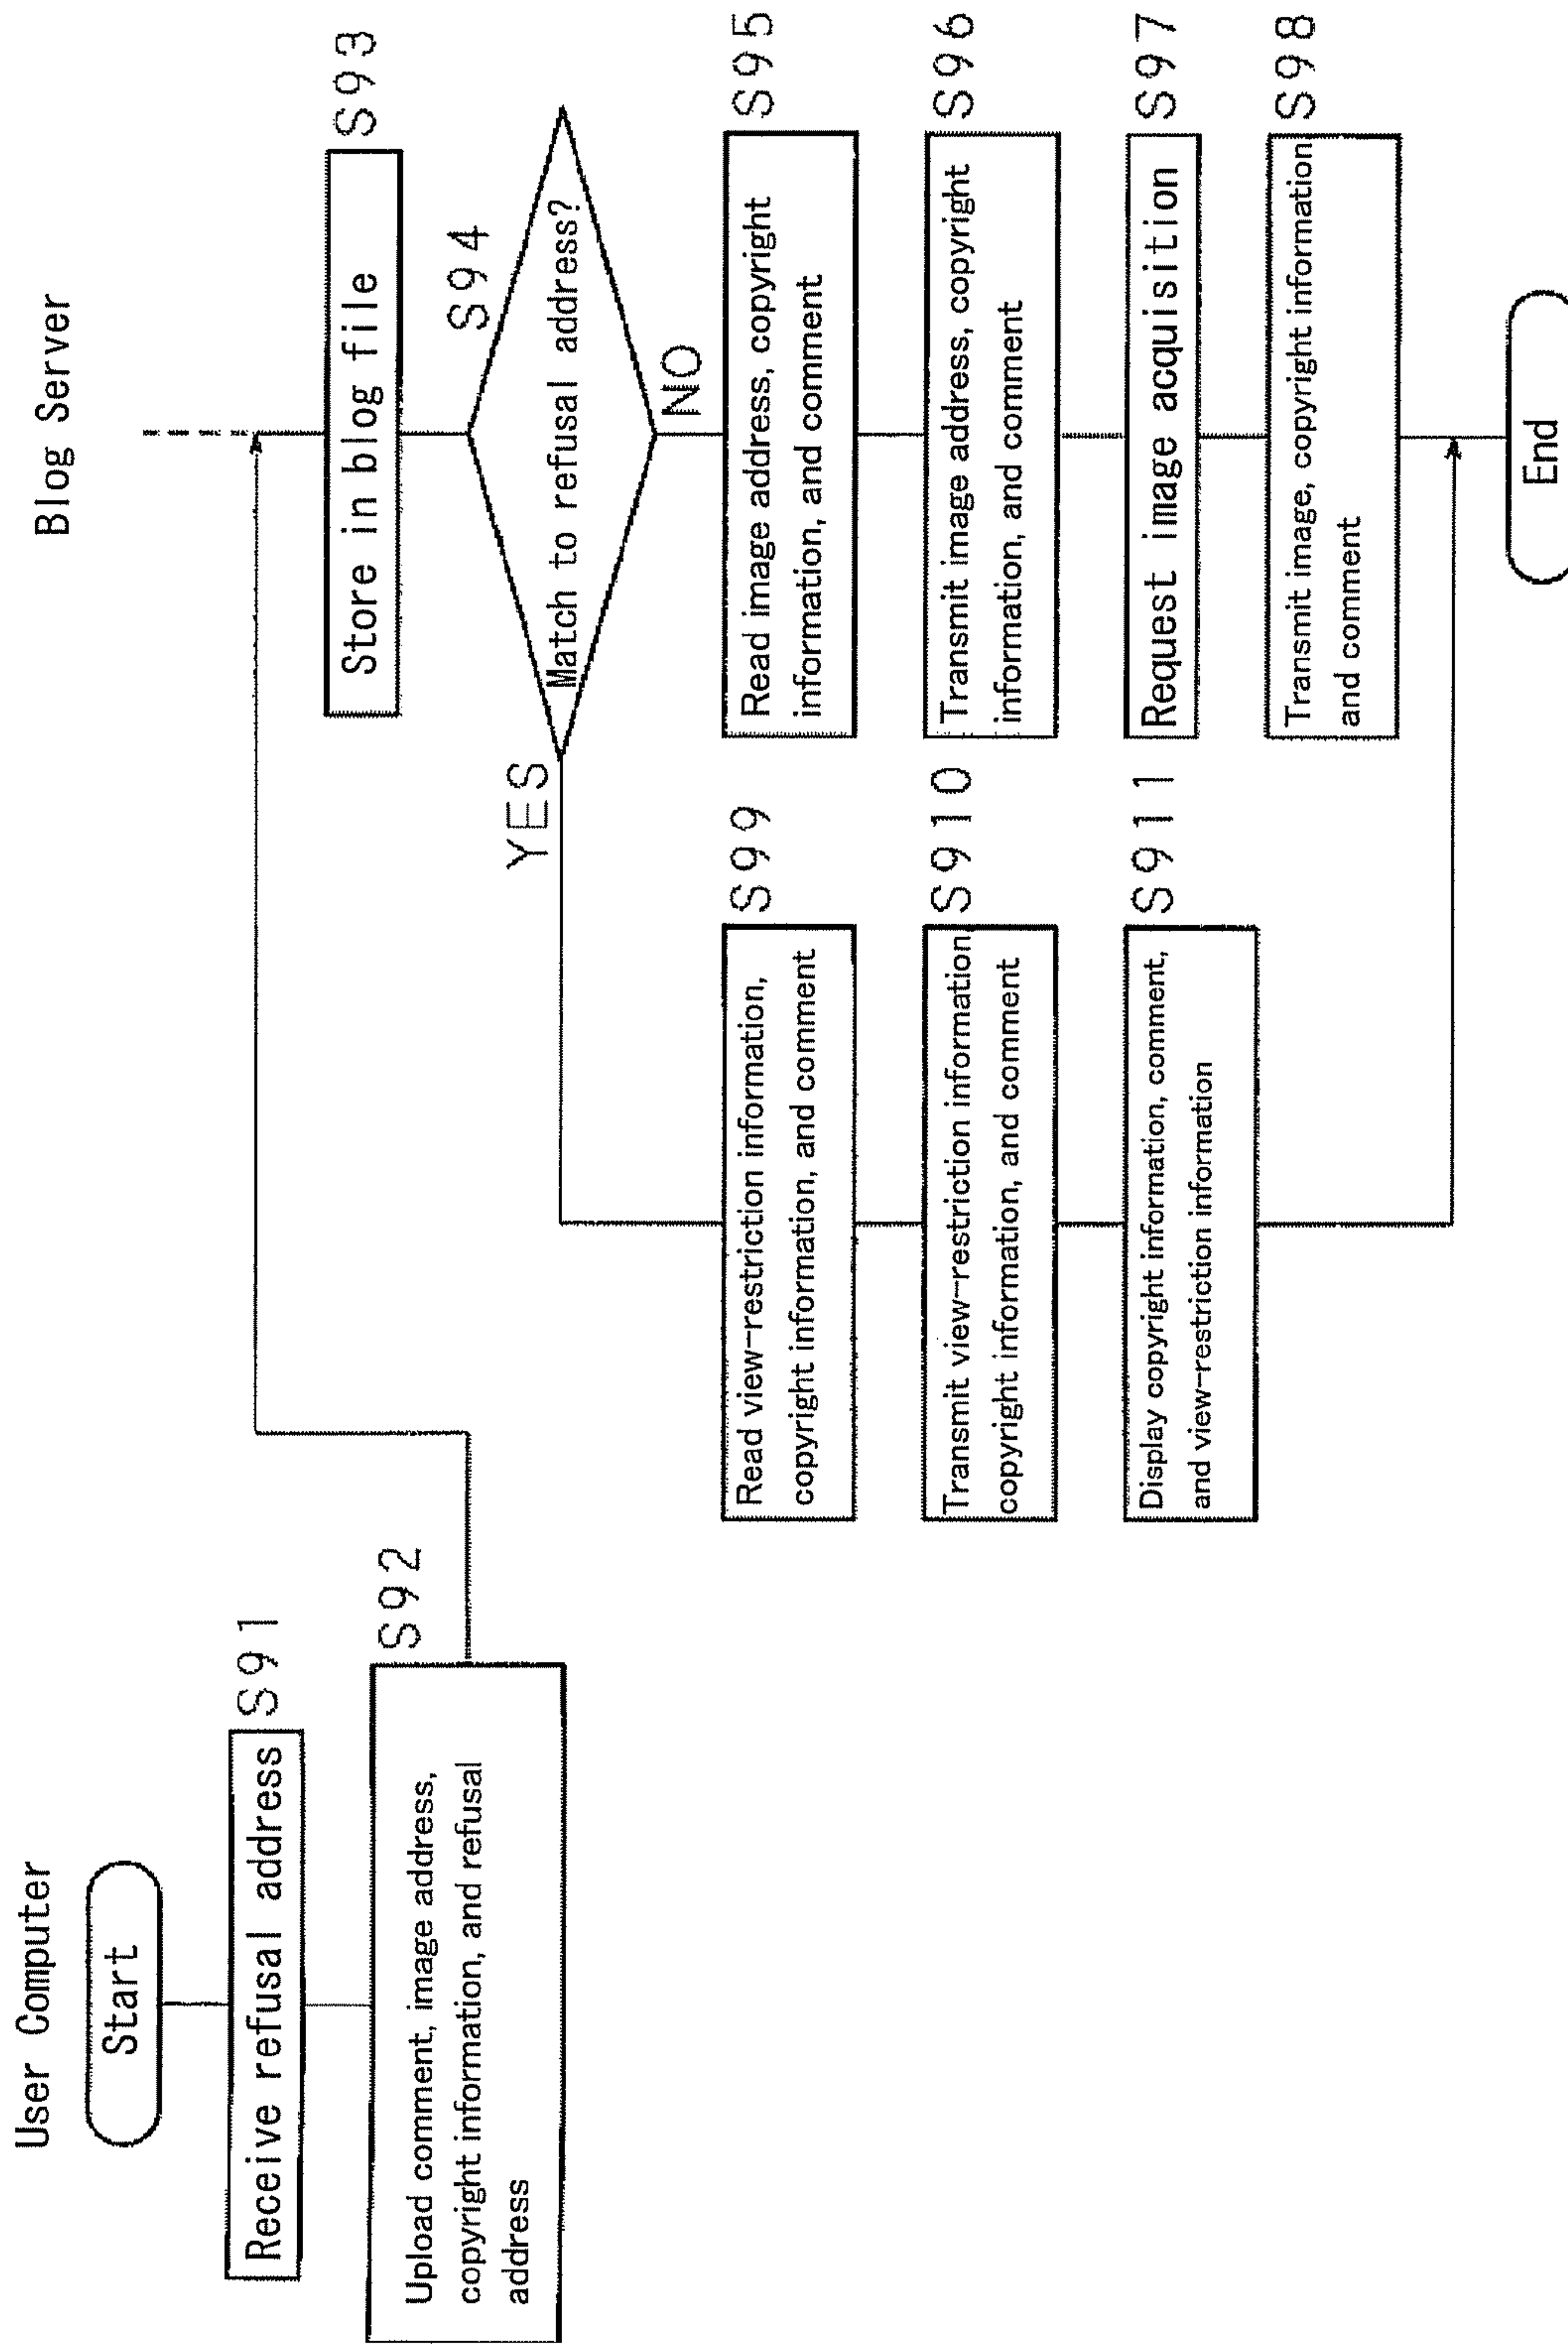 User Computer
Start
Receive refusal address
S91
Upload comment, image address,
copyright information, and refusal
address
S92
Blog Server
Store in blog file
S93
Match to refusal address?
S94
YES
NO
Read view-restriction information,
copyright information, and comment
S99
Transmit view-restriction information
copyright information, and comment
S910
Display copyright information, comment,
and view-restriction information
S911
Read image address, copyright
information, and comment
S95
Transmit image address, copyright
information, and comment
S96
Request image acquisition
S97
Transmit image, copyright information
and comment
S98
End